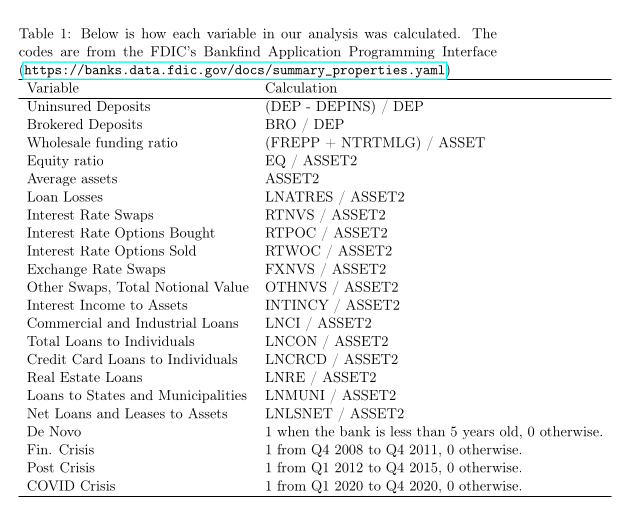 Table 1: Below is how each variable in our analysis was calculated. The
codes are from the FDIC's Bankfind Application Programming Interface
(https://banks.data.fdic.gov/docs/summary_properties.yaml)
Variable Calculation
Uninsured Deposits (DEP - DEPINS) / DEP
Brokered Deposits BRO / DEP
Wholesale funding ratio (FREPP + NTRTMLG) / ASSET
Equity ratio EQ / ASSET2
Average assets ASSET2
Loan Losses LNATRES / ASSET2
Interest Rate Swaps RTNVS / ASSET2
Interest Rate Options Bought RTPOC / ASSET2
Interest Rate Options Sold RTWOC / ASSET2
Exchange Rate Swaps FXNVS / ASSET2
Other Swaps, Total Notional Value OTHNVS / ASSET2
Interest Income to Assets INTINCY / ASSET2
Commercial and Industrial Loans LNCI / ASSET2
Total Loans to Individuals LNCON / ASSET2
Credit Card Loans to Individuals LNCRCD / ASSET2
Real Estate Loans LNRE / ASSET2
Loans to States and Municipalities LNMUNI / ASSET2
Net Loans and Leases to Assets LNLSNET / ASSET2
De Novo 1 when the bank is less than 5 years old, 0 otherwise.
Fin. Crisis 1 from Q4 2008 to Q4 2011, 0 otherwise.
Post Crisis 1 from Q1 2012 to Q4 2015, 0 otherwise.
COVID Crisis 1 from Q1 2020 to Q4 2020, 0 otherwise.